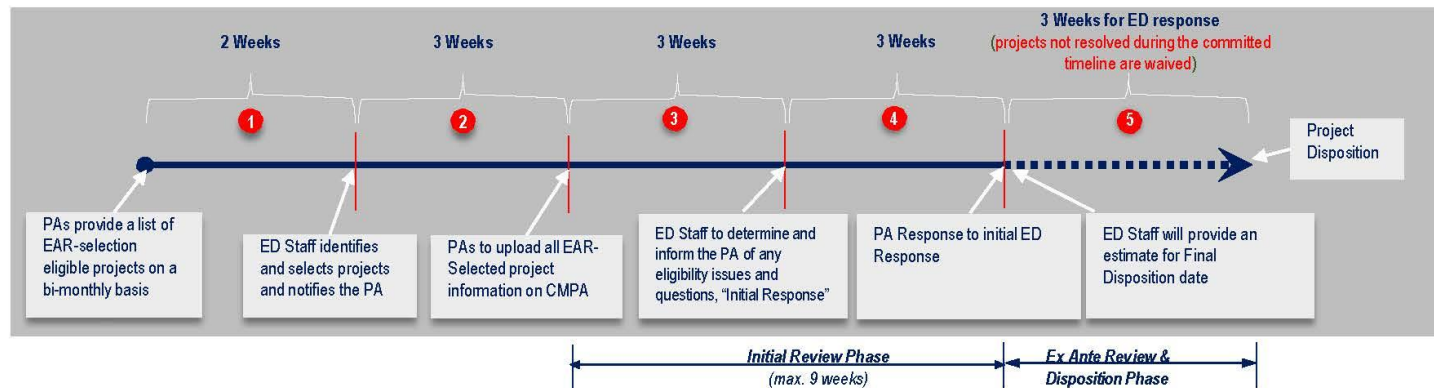 2 Weeks
3 Weeks
3 Weeks
3 Weeks
3 Weeks for ED response
(projects not resolved during the committed
timeline are waived)
1
2
3
4
5
Project
Disposition
PAs provide a list of
EAR-selection
eligible projects on a
bi-monthly basis
ED Staff identifies
and selects projects
and notifies the PA
PAs to upload all EAR-
Selected project
information on CMPA
ED Staff to determine and
inform the PA of any
eligibility issues and
questions, “Initial Response”
PA Response to initial ED
Response
ED Staff will provide an
estimate for Final
Disposition date
Initial Review Phase
(max. 9 weeks)
Ex Ante Review &
Disposition Phase